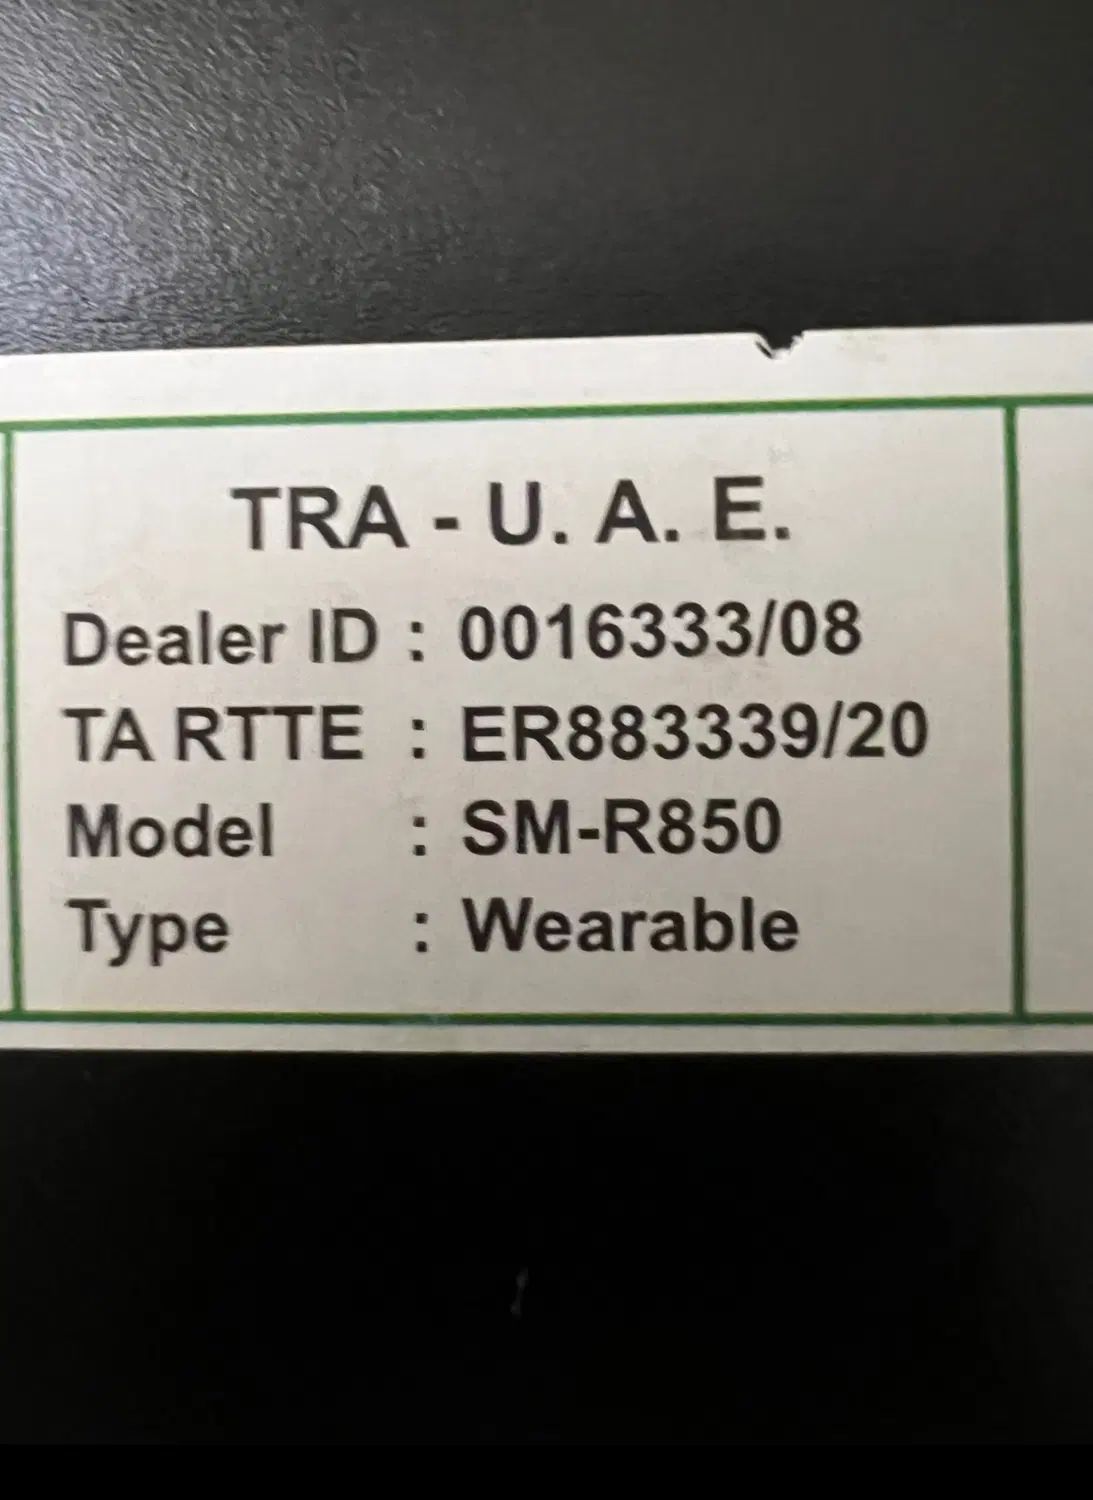 TRA - U. A. E.
Dealer ID : 0016333/08
TA RTTE : ER883339/20
Model : SM-R850
Type : Wearable